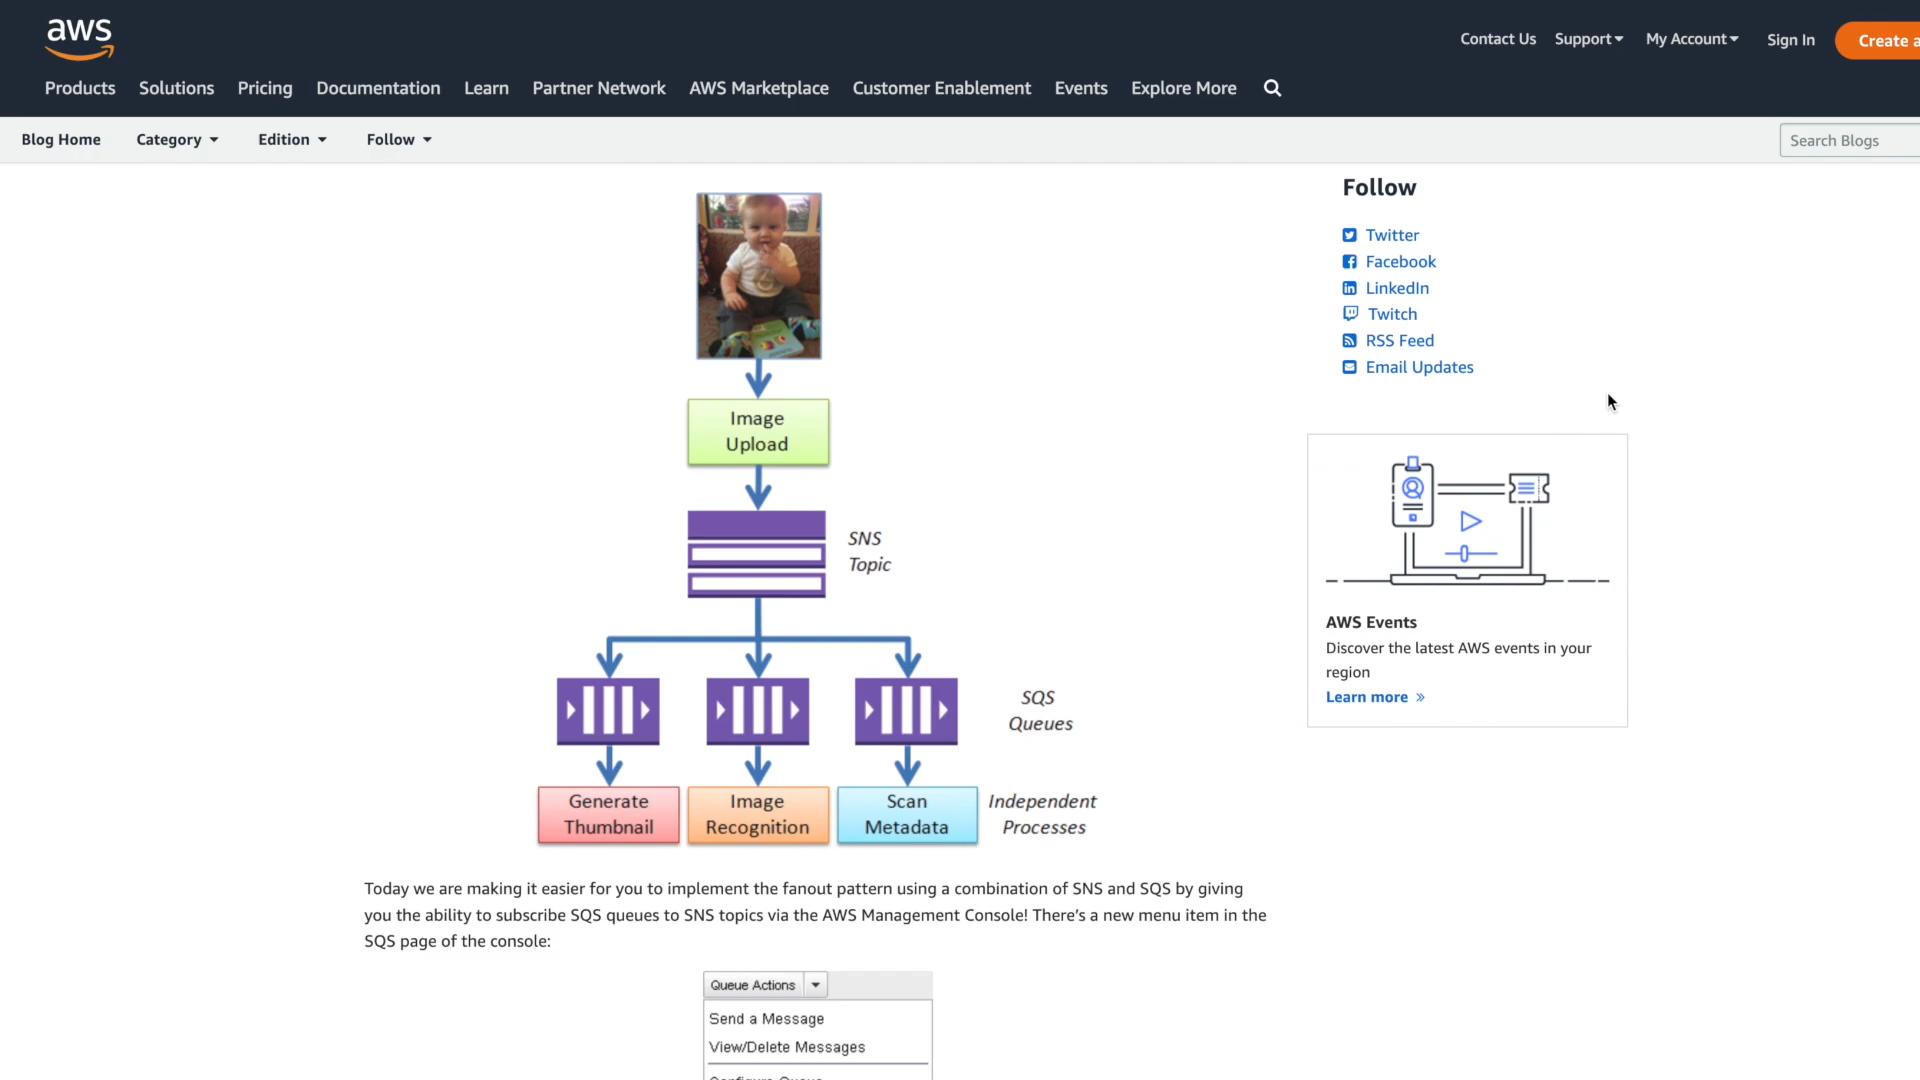 aws
Contact Us
Support
My Account
Sign In
Create a
Products
Solutions
Pricing
Documentation
Learn
Partner Network
AWS Marketplace
Customer Enablement
Events
Explore More
Blog Home
Category
Edition
Follow
Search Blogs
Image
Upload
SNS
Topic
SQS
Queues
Generate
Thumbnail
Image
Recognition
Scan
Metadata
Independent
Processes
Today we are making it easier for you to implement the fanout pattern using a combination of SNS and SQS by giving
you the ability to subscribe SQS queues to SNS topics via the AWS Management Console! There’s a new menu item in the
SQS page of the console:
Queue Actions
Send a Message
View/Delete Messages
Configure Queue
Follow
Twitter
Facebook
LinkedIn
Twitch
RSS Feed
Email Updates
AWS Events
Discover the latest AWS events in your
region
Learn more »